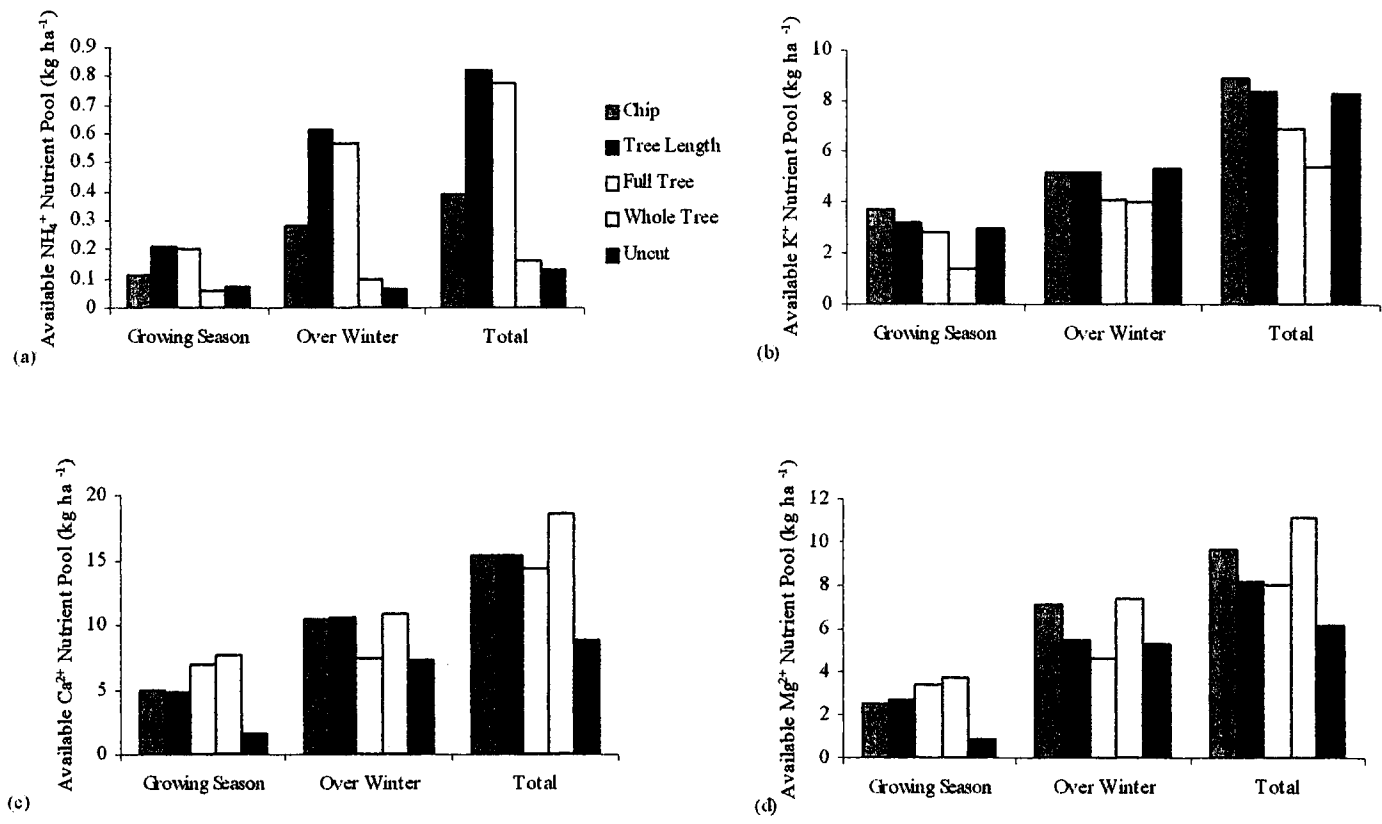 Available NH₄⁺ Nutrient Pool (kg ha⁻¹)
0.9
0.8
0.7
0.6
0.5
0.4
0.3
0.2
0.1
0
Growing Season Over Winter Total
(a)
Chip
Tree Length
Full Tree
Whole Tree
Uncut
Available K⁺ Nutrient Pool (kg ha⁻¹)
10
8
6
4
2
0
Growing Season Over Winter Total
(b)
Available Ca²⁺ Nutrient Pool (kg ha ⁻¹)
20
15
10
5
0
Growing Season Over Winter Total
(c)
Available Mg²⁺ Nutrient Pool (kg ha ⁻¹)
12
10
8
6
4
2
0
Growing Season Over Winter Total
(d)